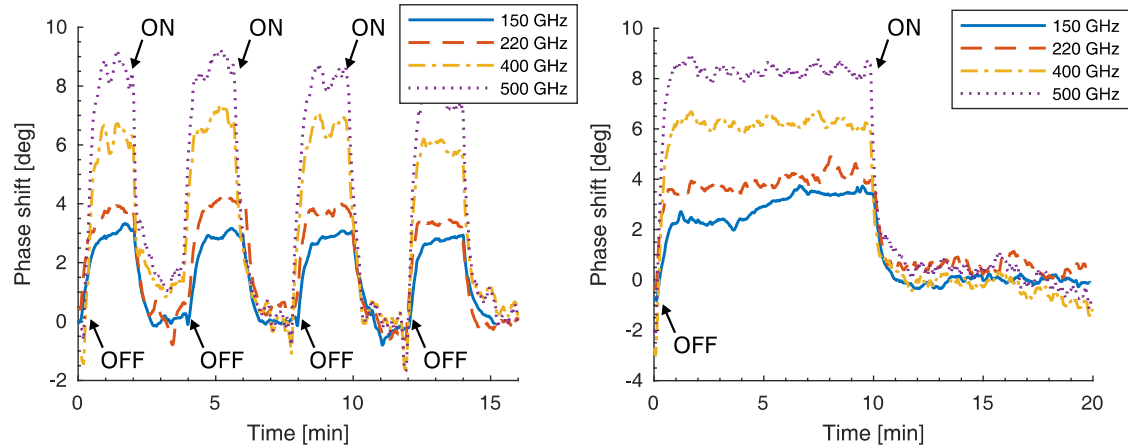 10
8
6
4
2
0
-2
0
5
10
15
Phase shift [deg]
Time [min]
ON
ON
ON
OFF
OFF
OFF
OFF
150 GHz
220 GHz
400 GHz
500 GHz
10
8
6
4
2
0
-2
-4
0
5
10
15
20
Phase shift [deg]
Time [min]
ON
OFF
150 GHz
220 GHz
400 GHz
500 GHz